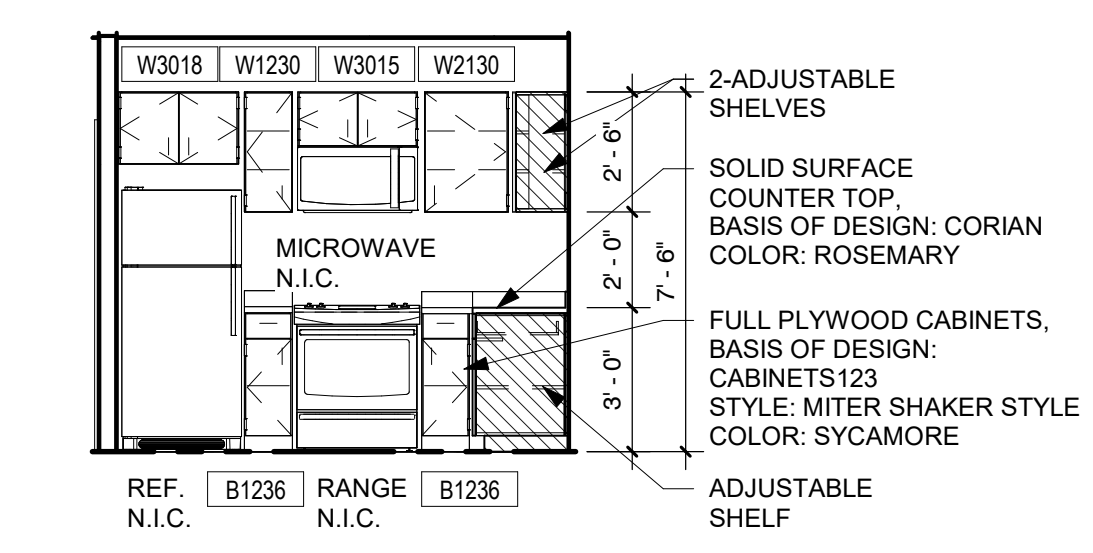 W3018 W1230 W3015 W2130
2-ADJUSTABLE
SHELVES
2' - 6"
SOLID SURFACE
COUNTER TOP,
BASIS OF DESIGN: CORIAN
COLOR: ROSEMARY
MICROWAVE
N.I.C.
2' - 0"
7' - 6"
FULL PLYWOOD CABINETS,
BASIS OF DESIGN:
CABINETS123
STYLE: MITER SHAKER STYLE
COLOR: SYCAMORE
3' - 0"
REF.
N.I.C.
B1236
RANGE
N.I.C.
B1236
ADJUSTABLE
SHELF